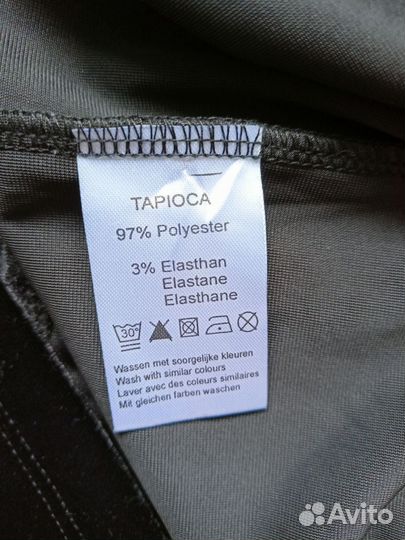 TAPIOCA
97% Polyester
3% Elasthan
Elastane
Elasthane
30°
Wassen met soorgelijke kleuren
Wash with similar colours
Laver avec des couleurs similaires
Mit gleichen farben waschen
Avito